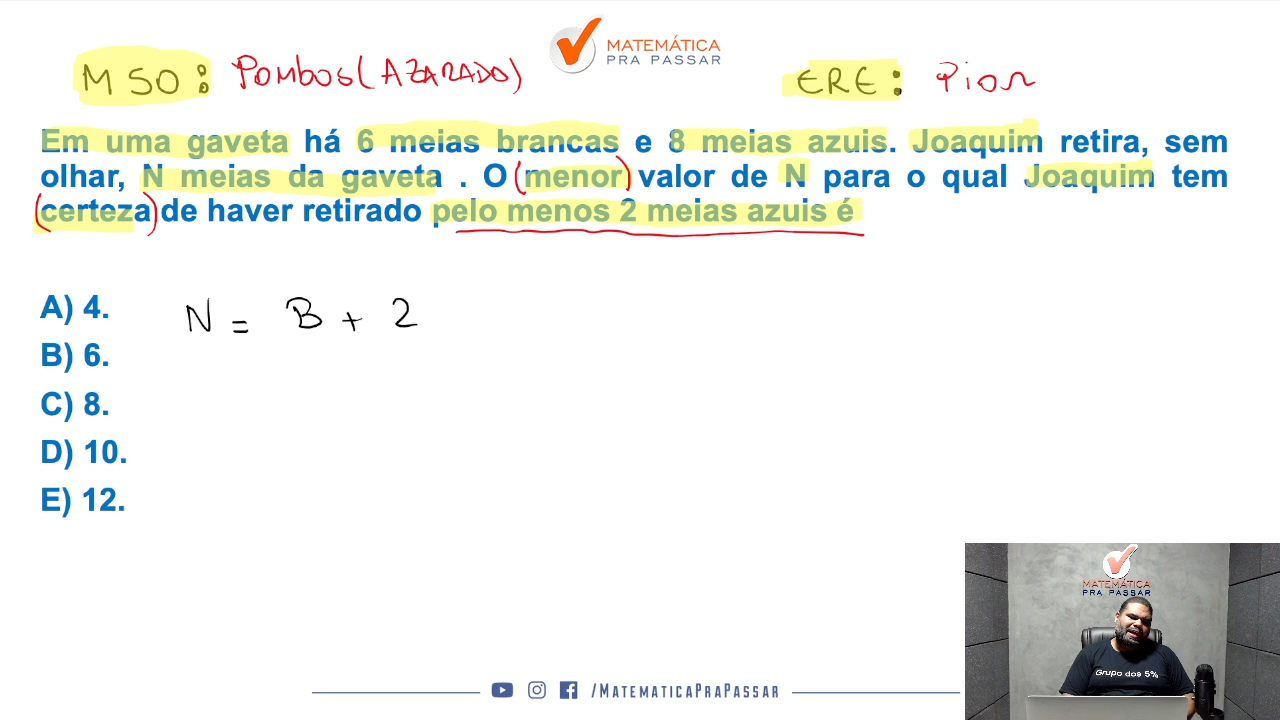 MATEMÁTICA
PRA PASSAR
MSO: POMBOS (AZARADO)
ERE: Pior
Em uma gaveta há 6 meias brancas e 8 meias azuis. Joaquim retira, sem
olhar, N meias da gaveta . O (menor) valor de N para o qual Joaquim tem
(certeza) de haver retirado pelo menos 2 meias azuis é
A) 4.
N = B + 2
B) 6.
C) 8.
D) 10.
E) 12.
MATEMÁTICA
PRA PASSAR
Grupo dos 5%
/MATEMATICAPRAPASSAR